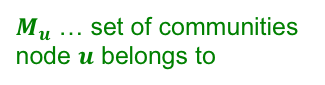 M_u … set of communities
node u belongs to